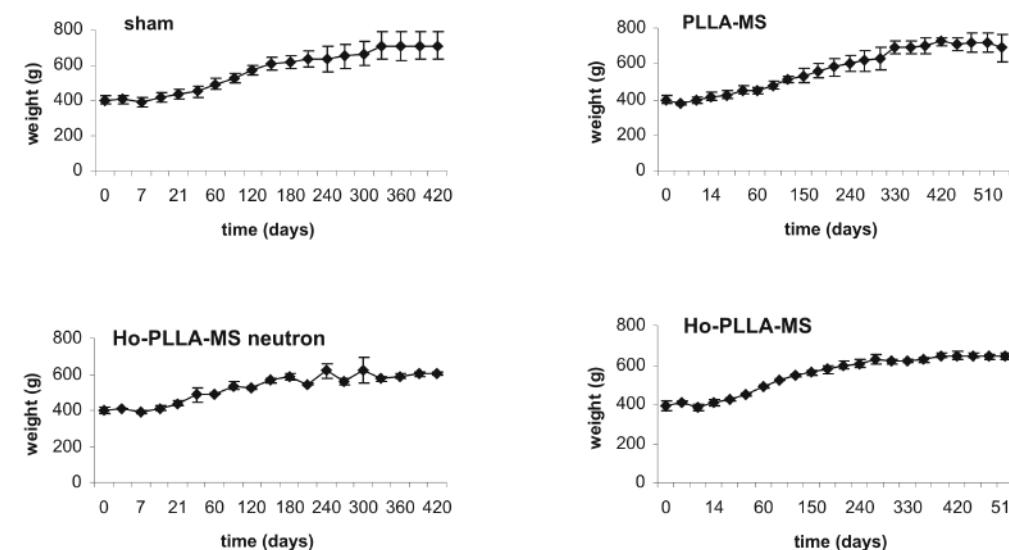 sham
800
600
400
200
0
weight (g)
0 7 21 60 120 180 240 300 360 420
time (days)
PLLA-MS
800
600
400
200
0
weight (g)
0 14 60 150 240 330 420 510
time (days)
Ho-PLLA-MS neutron
800
600
400
200
0
weight (g)
0 7 21 60 120 180 240 300 360 420
time (days)
Ho-PLLA-MS
800
600
400
200
0
weight (g)
0 14 60 150 240 330 420 51
time (days)